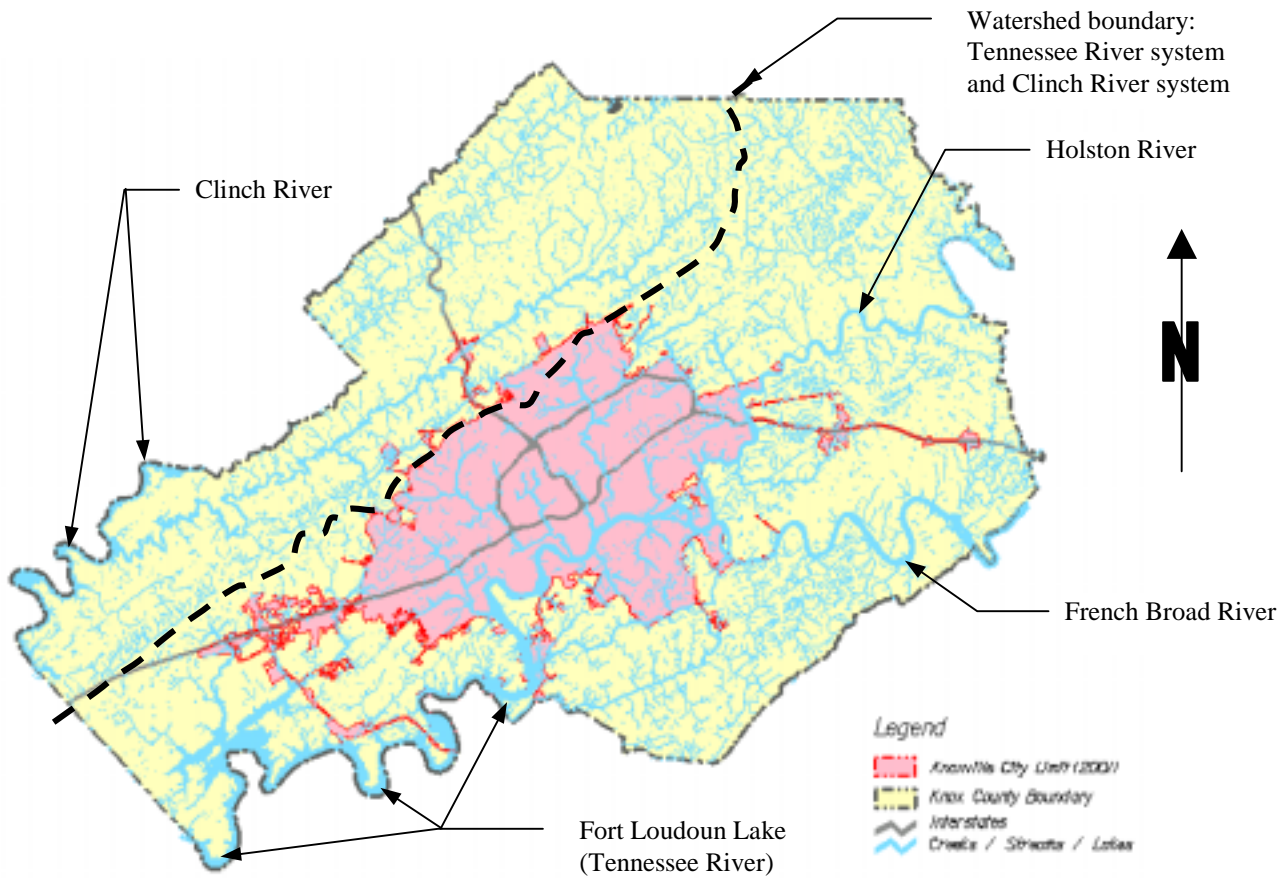 Watershed boundary:
Tennessee River system
and Clinch River system
Holston River
Clinch River
N
French Broad River
Fort Loudoun Lake
(Tennessee River)
Legend
Knoxville City Limit (2001)
Knox County Boundary
Interstates
Creeks / Streams / Lakes